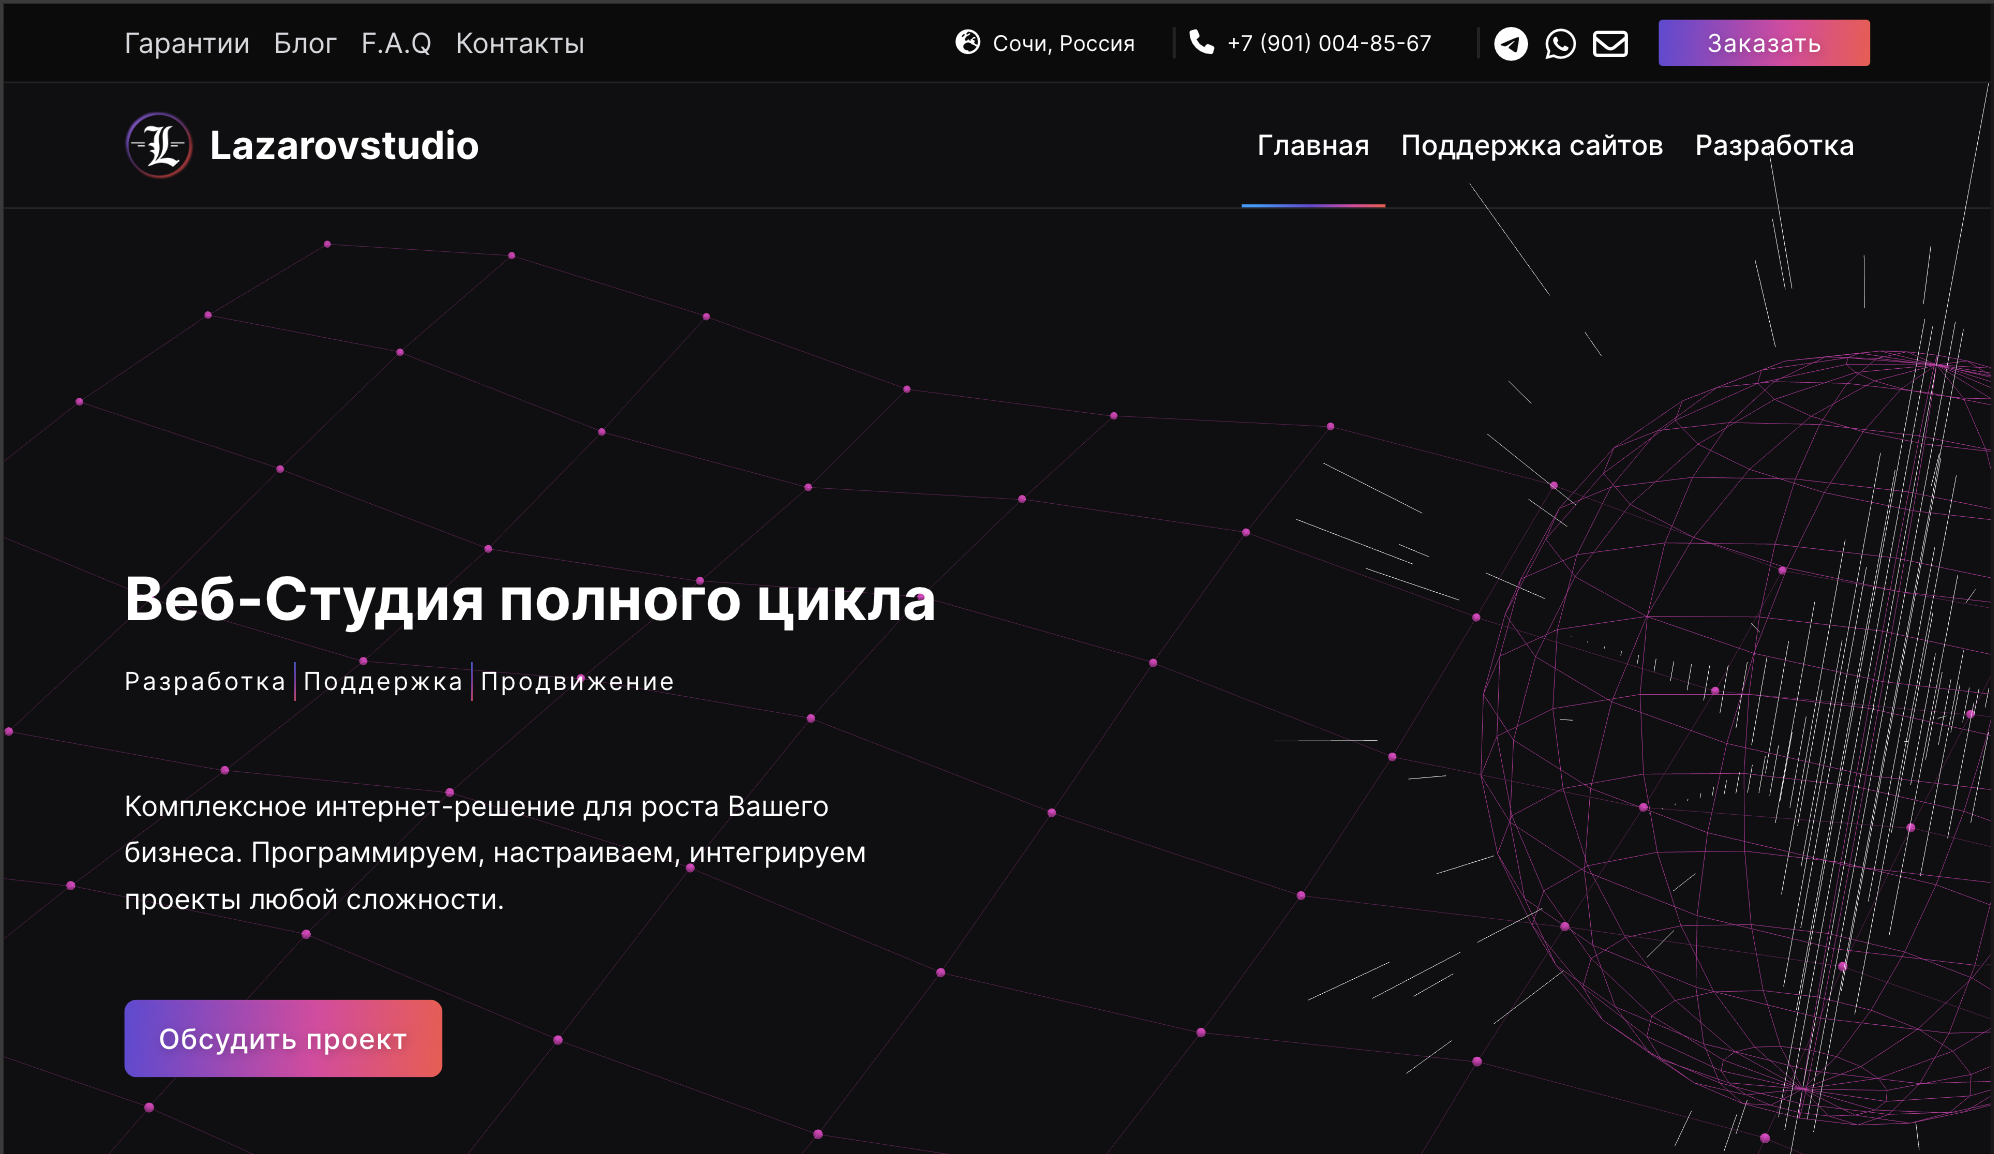 Гарантии Блог F.A.Q Контакты Сочи, Россия +7 (901) 004-85-67 Заказать
L Lazarovstudio Главная Поддержка сайтов Разработка
Веб-Студия полного цикла
Разработка Поддержка Продвижение
Комплексное интернет-решение для роста Вашего
бизнеса. Программируем, настраиваем, интегрируем
проекты любой сложности.
Обсудить проект